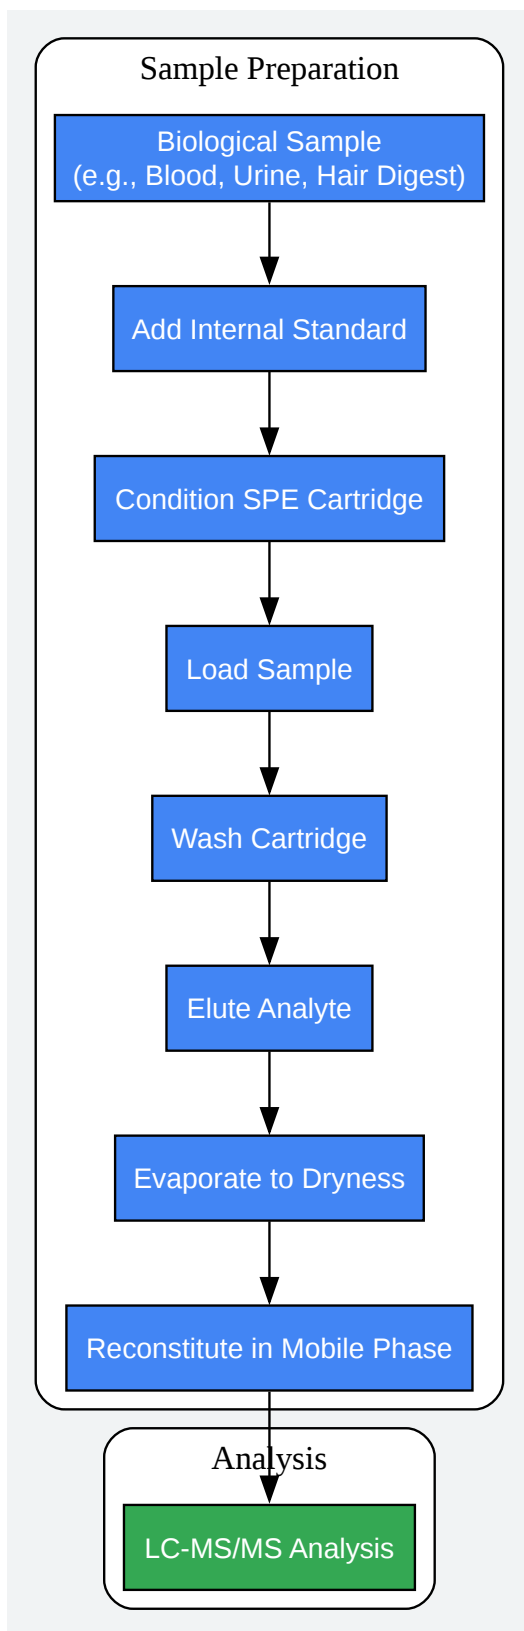 Sample Preparation
Biological Sample
(e.g., Blood, Urine, Hair Digest)
Add Internal Standard
Condition SPE Cartridge
Load Sample
Wash Cartridge
Elute Analyte
Evaporate to Dryness
Reconstitute in Mobile Phase
Analysis
LC-MS/MS Analysis